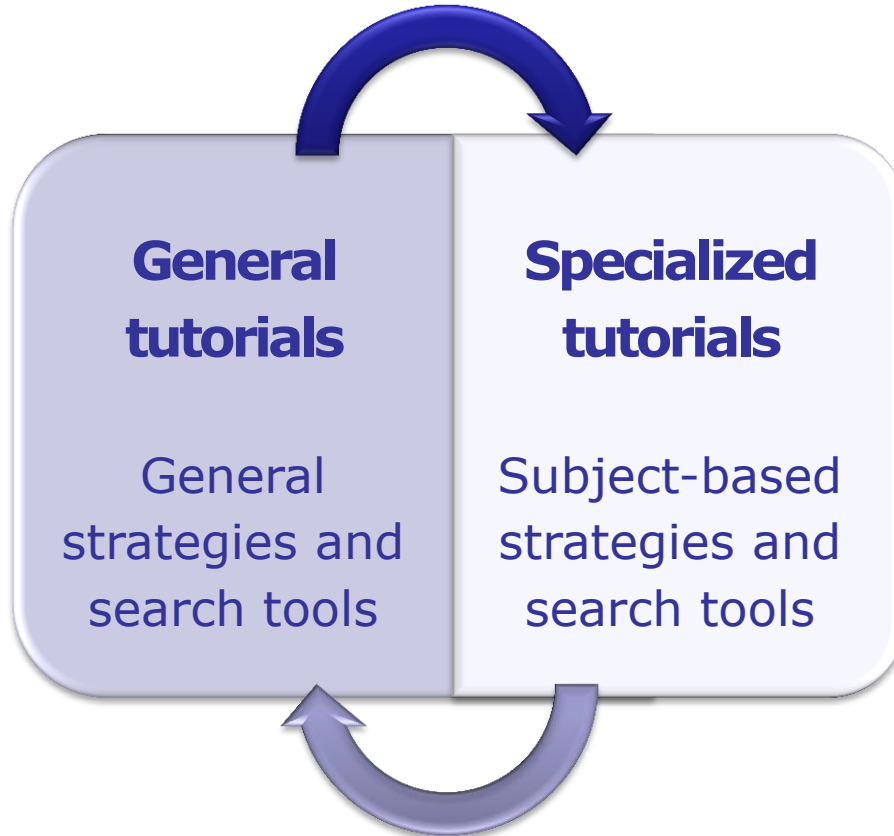 General
tutorials
General
strategies and
search tools
Specialized
tutorials
Subject-based
strategies and
search tools